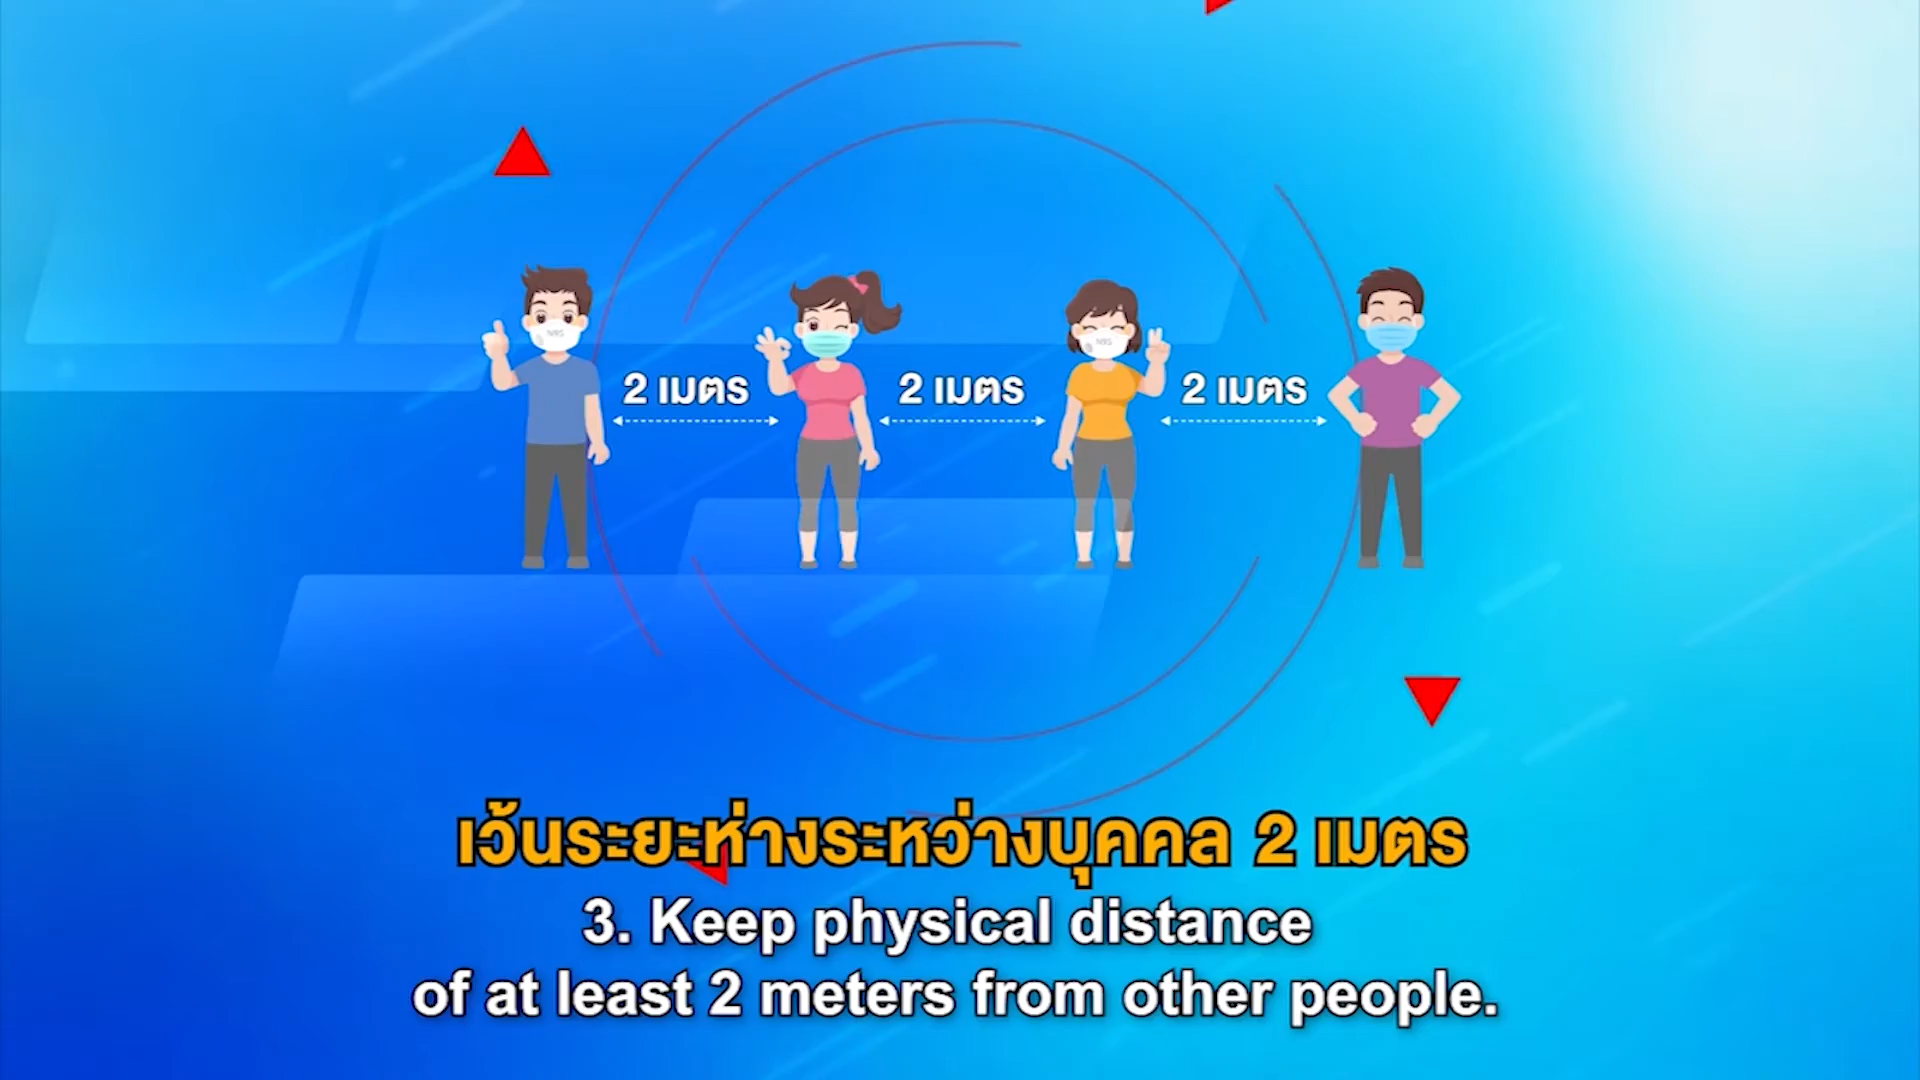 2 เมตร 2 เมตร 2 เมตร
เว้นระยะห่างระหว่างบุคคล 2 เมตร
3. Keep physical distance
of at least 2 meters from other people.